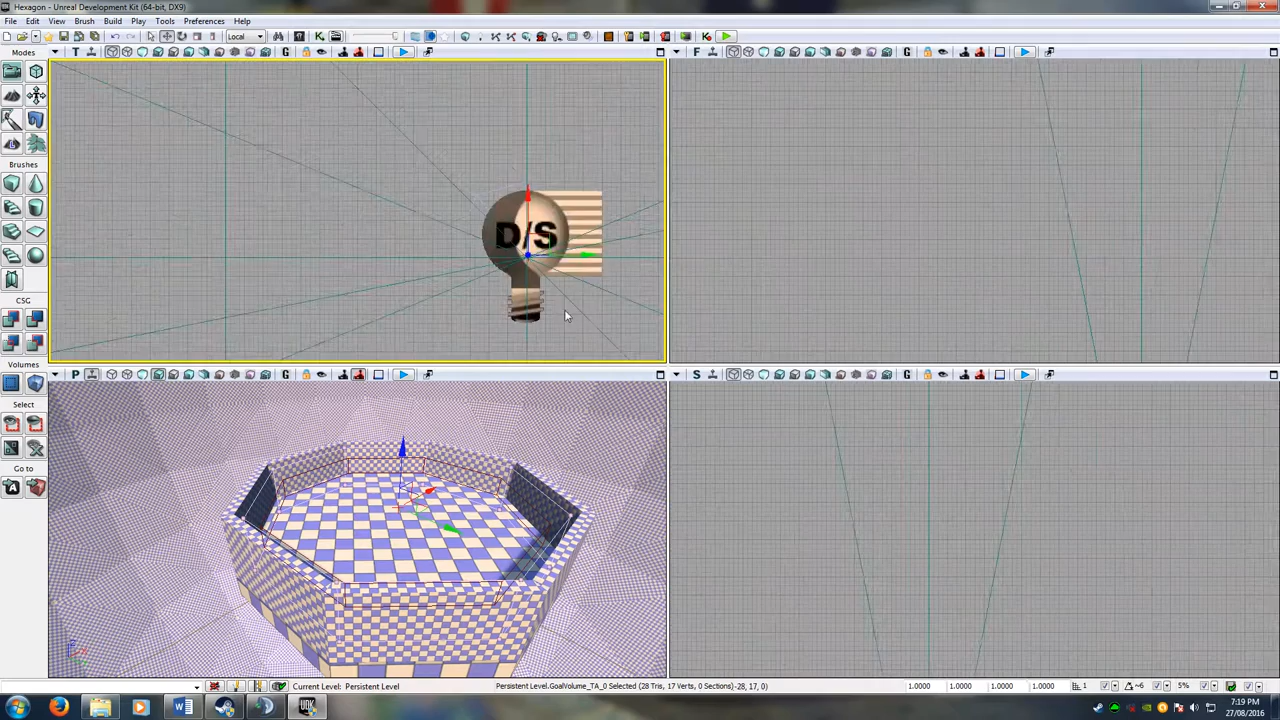 Hexagon - Unreal Development Kit (64-bit, DX9)
File Edit View Brush Build Play Tools Preferences Help
Local
Modes
T G
F G
Brushes
CSG
Volumes
Select
Go to
D/S
P G
S G
Current Level: Persistent Level
Persistent Level.GoalVolume_TA_0 Selected (28 Tris, 17 Verts, 0 Sections)-28, 17, 0)
1.0000 1.0000 1.0000 1.0000 1 ~6 5%
7:19 PM
27/08/2016